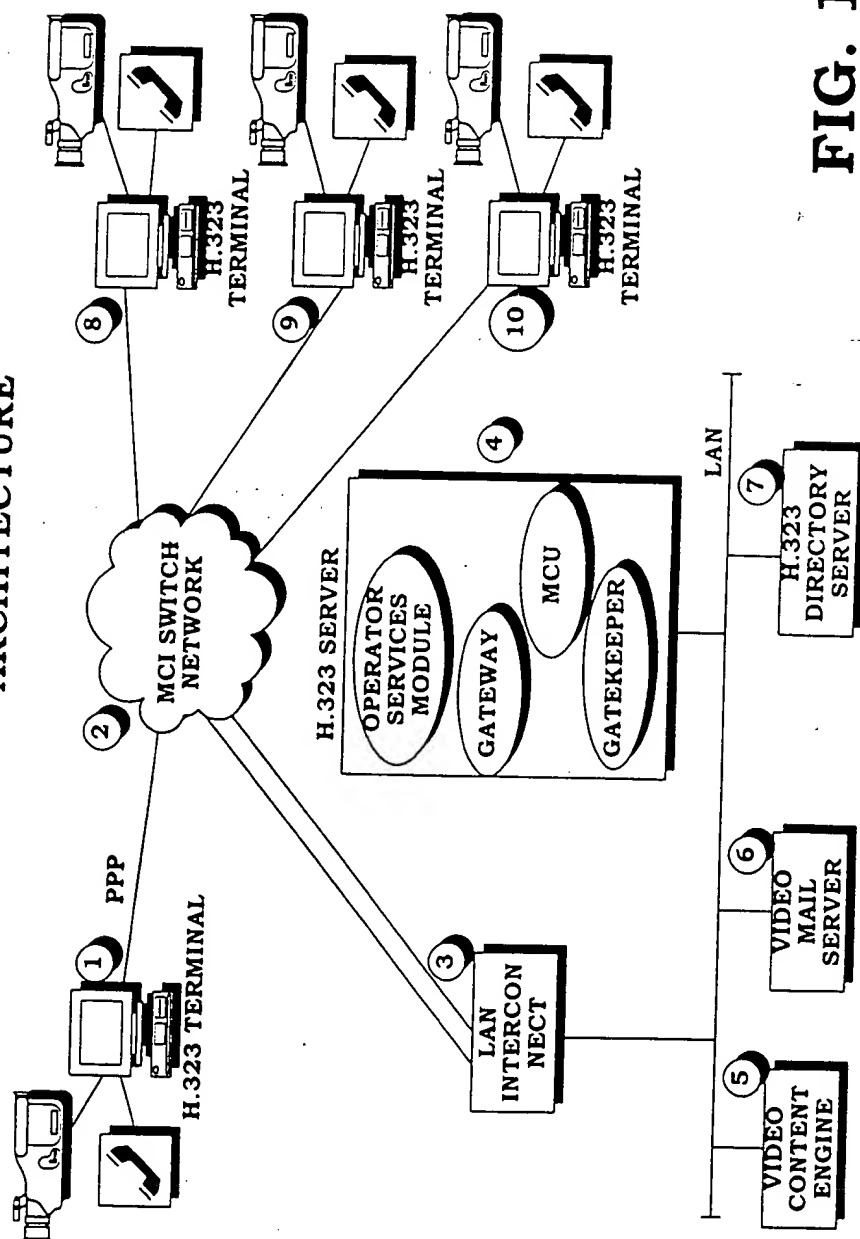 ARCHITECTURE
1
PPP
H.323 TERMINAL
2
MCI SWITCH
NETWORK
8
H.323
TERMINAL
9
H.323
TERMINAL
10
H.323
TERMINAL
3
LAN
INTERCON
NECT
H.323 SERVER
4
OPERATOR
SERVICES
MODULE
GATEWAY
MCU
GATEKEEPER
LAN
5
VIDEO
CONTENT
ENGINE
6
VIDEO
MAIL
SERVER
7
H.323
DIRECTORY
SERVER
FIG. 1